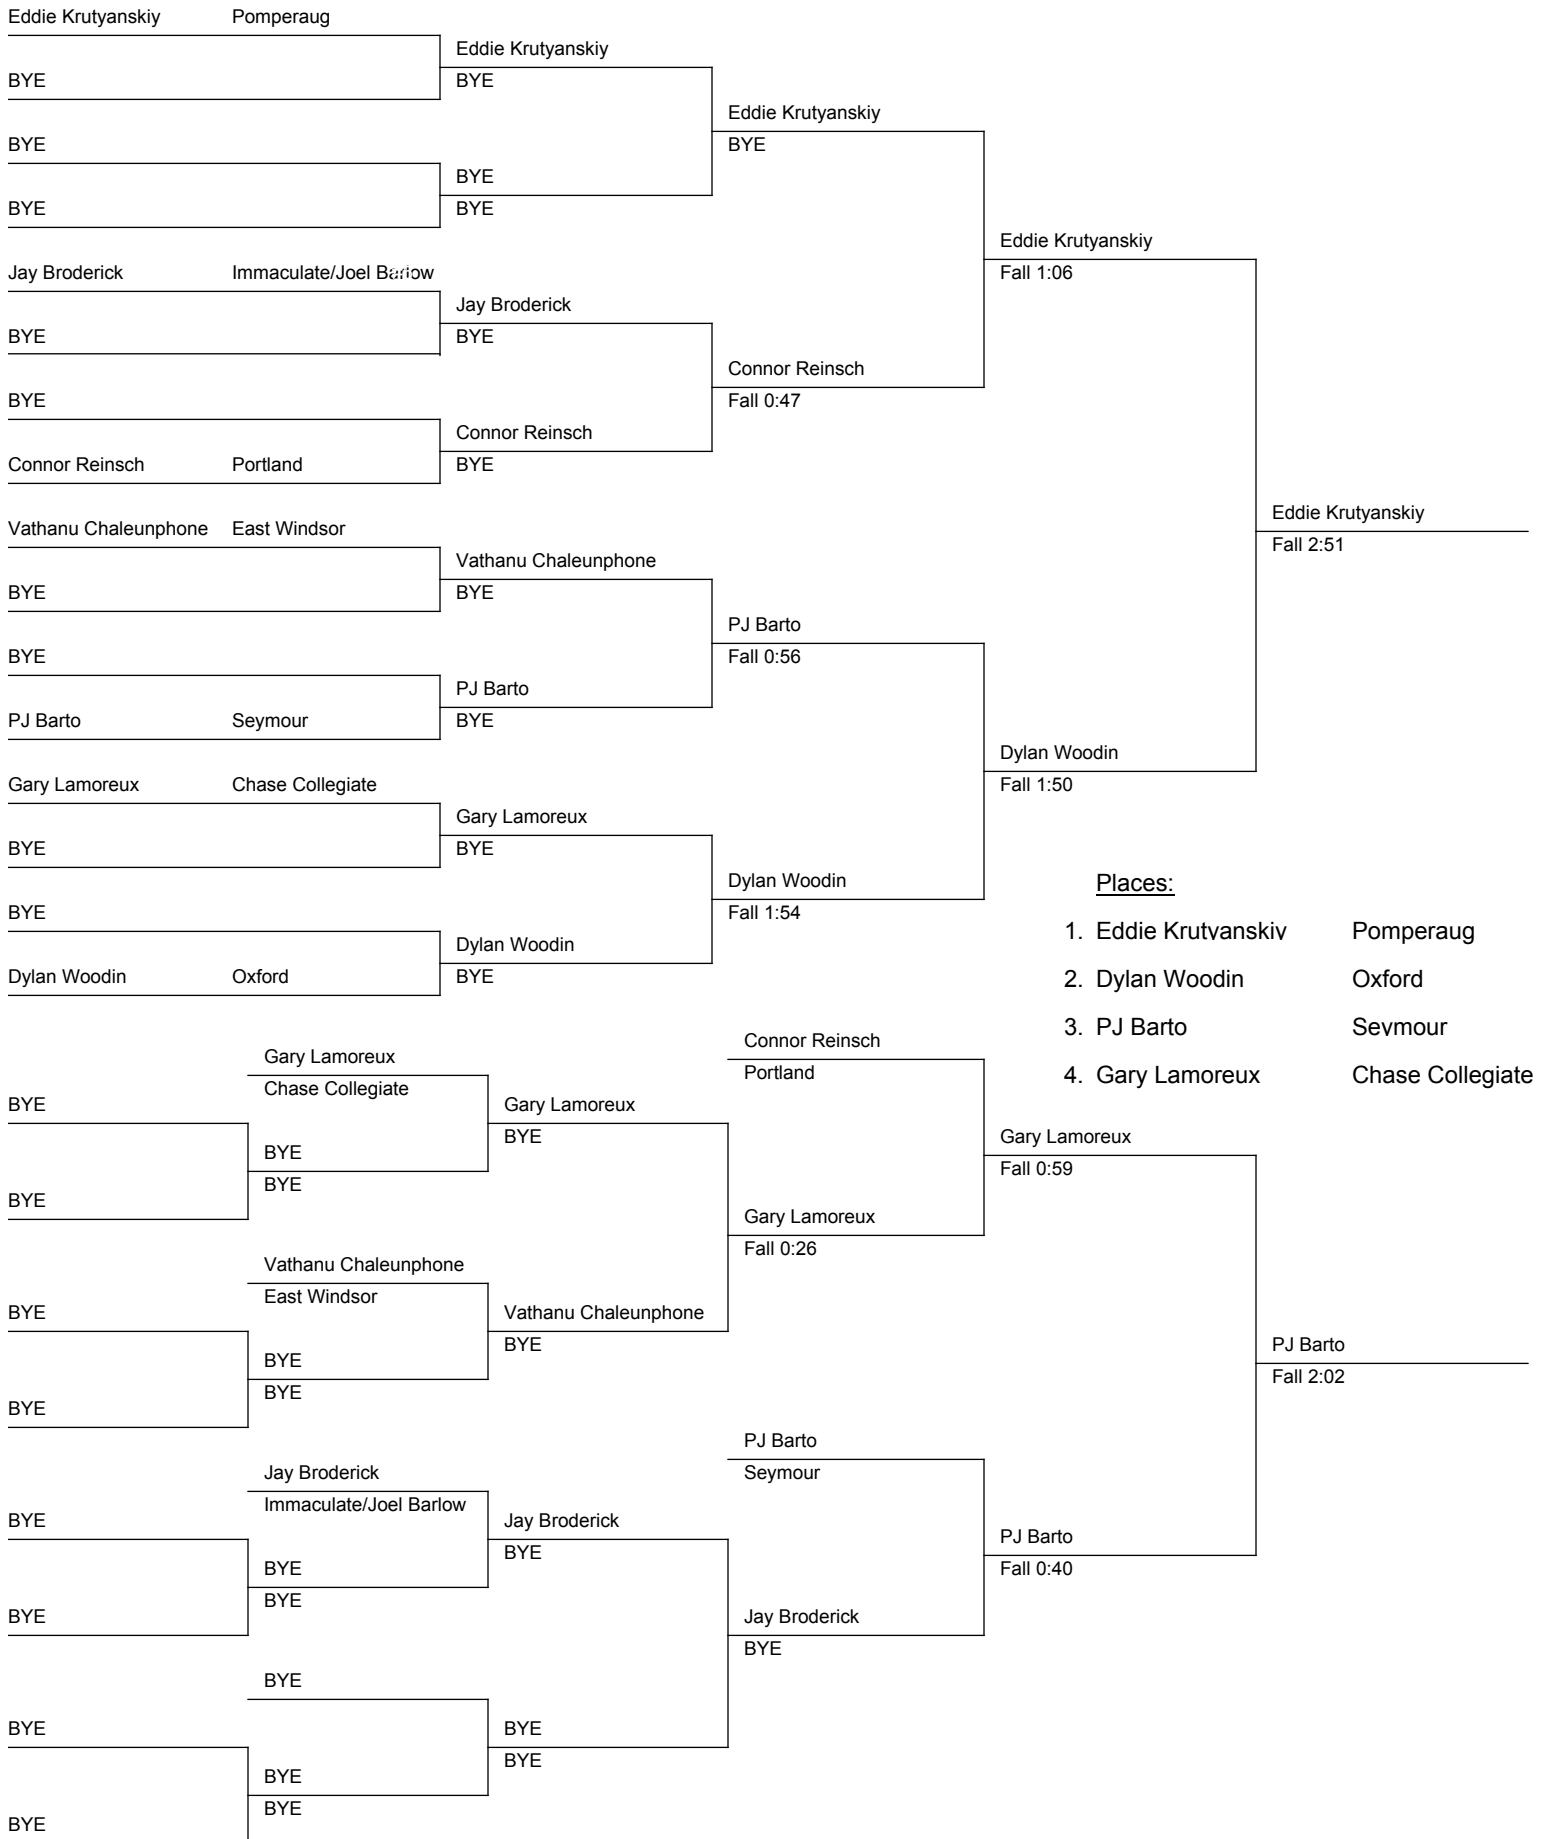 Eddie Krutyanskiy Pomperaug
Eddie Krutyanskiy
BYE BYE
Eddie Krutyanskiy
BYE BYE
BYE
BYE BYE
Eddie Krutyanskiy
Jay Broderick Immaculate/Joel Barlow Fall 1:06
Jay Broderick
BYE BYE
Connor Reinsch
BYE Fall 0:47
Connor Reinsch
Connor Reinsch Portland BYE
Eddie Krutyanskiy
Vathanu Chaleunphone East Windsor
Fall 2:51
Vathanu Chaleunphone
BYE BYE
PJ Barto
BYE Fall 0:56
PJ Barto
PJ Barto Seymour BYE
Dylan Woodin
Gary Lamoreux Chase Collegiate Fall 1:50
Gary Lamoreux
BYE BYE
Dylan Woodin Places:
BYE Fall 1:54
1. Eddie Krutyanskiy Pomperaug
Dylan Woodin
Dylan Woodin Oxford BYE
2. Dylan Woodin Oxford
3. PJ Barto Seymour
Connor Reinsch
Gary Lamoreux
Portland
4. Gary Lamoreux Chase Collegiate
Chase Collegiate
BYE Gary Lamoreux
BYE Gary Lamoreux
BYE
Fall 0:59
BYE
BYE
Gary Lamoreux
Fall 0:26
Vathanu Chaleunphone
East Windsor
BYE Vathanu Chaleunphone
BYE PJ Barto
BYE
Fall 2:02
BYE
BYE
PJ Barto
Jay Broderick Seymour
Immaculate/Joel Barlow
BYE Jay Broderick
PJ Barto
BYE
BYE Fall 0:40
BYE
BYE Jay Broderick
BYE
BYE
BYE BYE
BYE
BYE
BYE
BYE